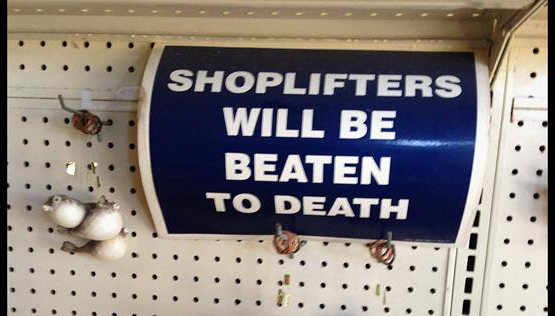 SHOPLIFTERS
WILL BE
BEATEN
TO DEATH